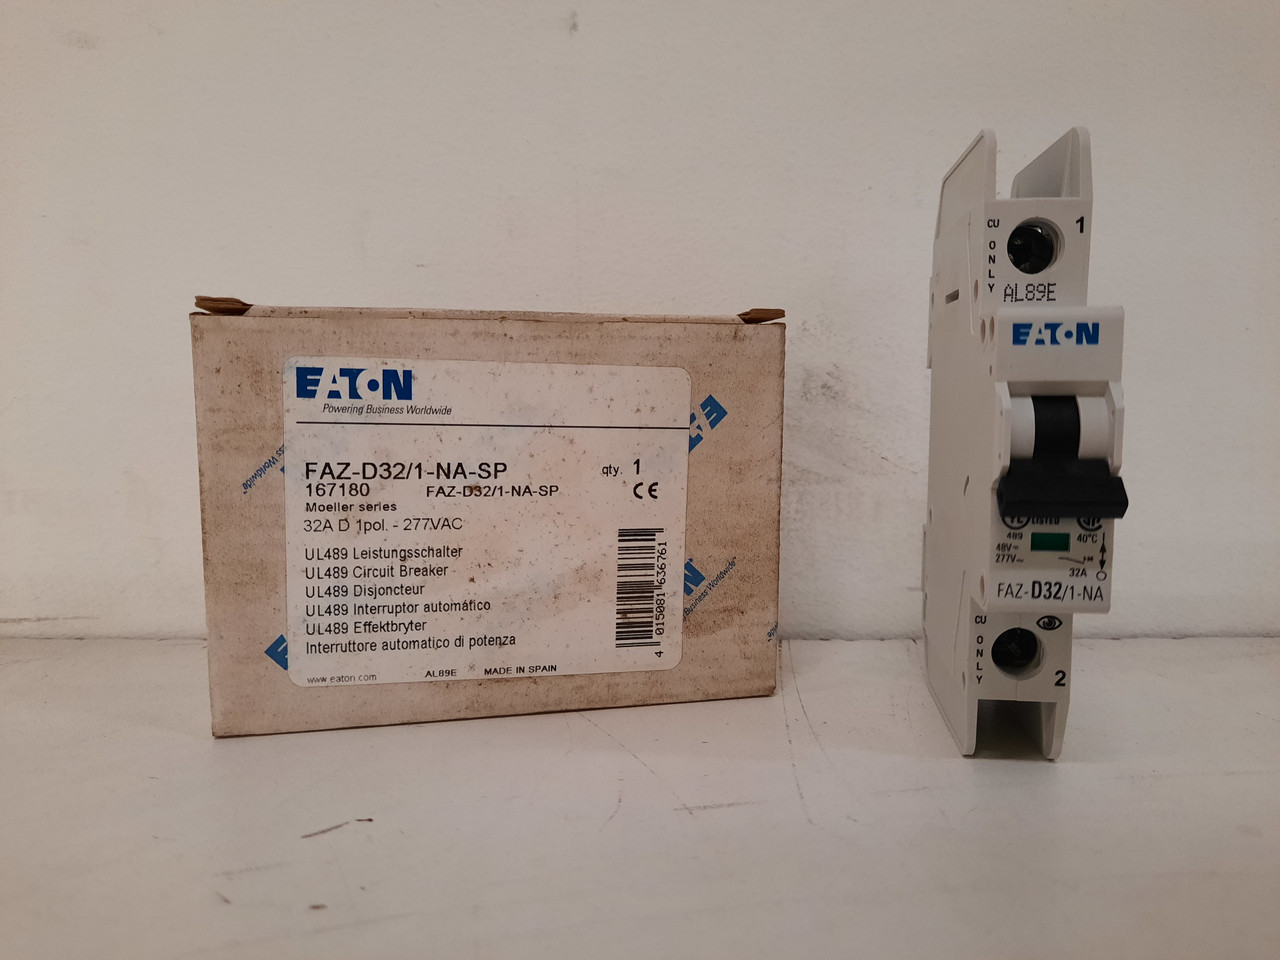 EATON
Powering Business Worldwide
FAZ-D32/1-NA-SP qty. 1
167180 FAZ-D32/1-NA-SP CE
Moeller series
32A D 1pol. - 277VAC
UL489 Leistungsschalter
UL489 Circuit Breaker
UL489 Disjoncteur
UL489 Interruptor automático
UL489 Effektbryter
Interruttore automatico di potenza
www.eaton.com AL89E MADE IN SPAIN
4 015081 636761
Business Worldwide
CU ONLY
1
AL89E
EATON
LISTED
489
40°C
48V
277V~
32A
FAZ-D32/1-NA
CU ONLY
2